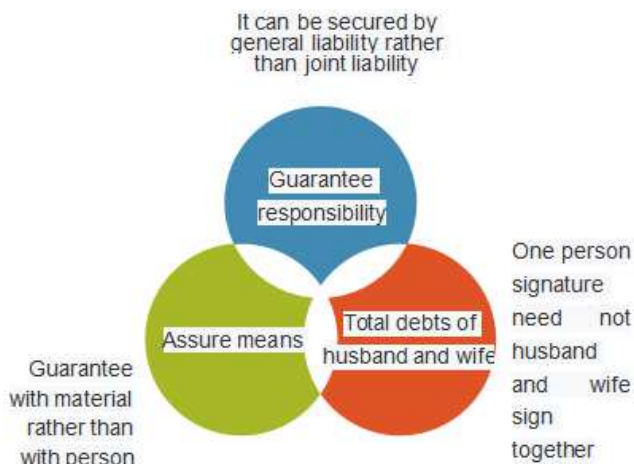 It can be secured by
general liability rather
than joint liability
Guarantee
responsibility
Assure means
Total debts of
husband and wife
Guarantee
with material
rather than
with person
One person
signature
need not
husband
and wife
sign
together